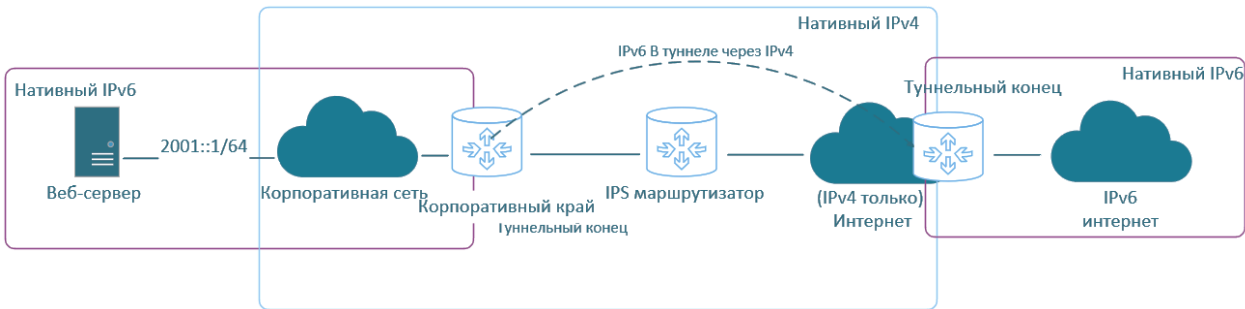 Нативный IPv4
IPv6 В туннеле через IPv4
Нативный IPv6
Нативный IPv6
Туннельный конец
2001::1/64
Веб-сервер
Корпоративная сеть
IPS маршрутизатор
(IPv4 только)
Интернет
IPv6
интернет
Корпоративный край
Туннельный конец